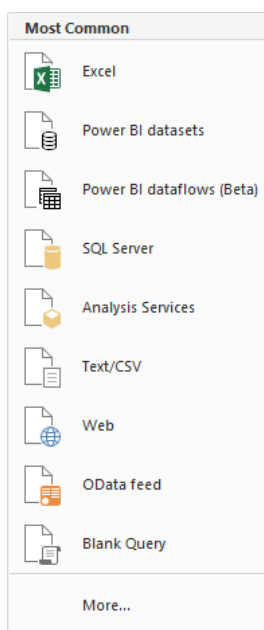 Most Common
Excel
Power BI datasets
Power BI dataflows (Beta)
SQL Server
Analysis Services
Text/CSV
Web
OData feed
Blank Query
More...